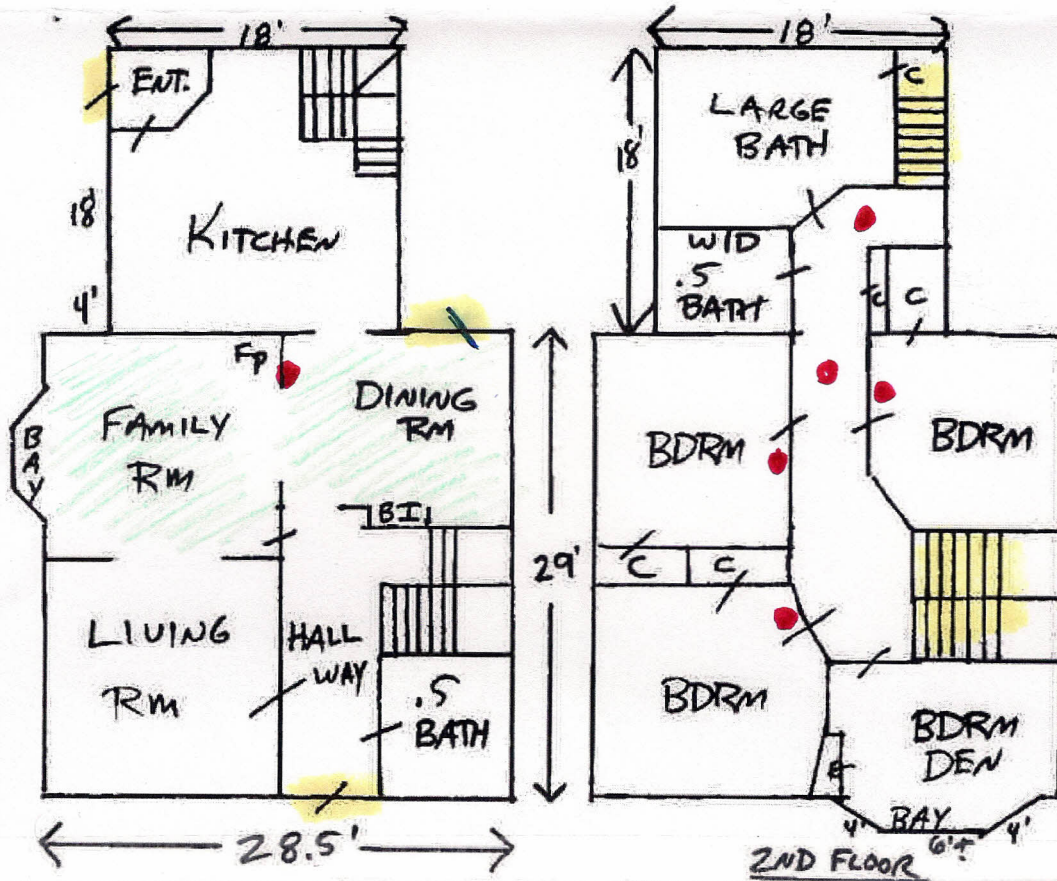 18'
ENT.
18'
KITCHEN
4'
FP
FAMILY
RM
BAY
DINING
RM
BI
29'
LIVING
RM
HALL
WAY
.5
BATH
28.5'
18'
C
LARGE
BATH
18'
W/D
.5
BATH
C
C
BDRM
BDRM
C
C
BDRM
BDRM
DEN
4'
BAY
6'±
4'
2ND FLOOR